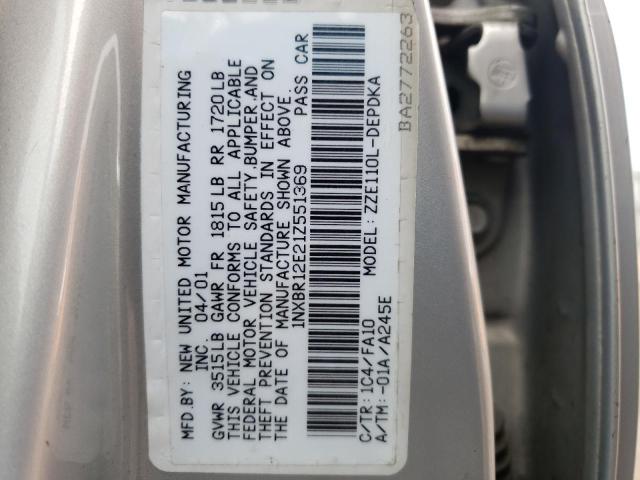 MFD.BY: NEW UNITED MOTOR MANUFACTURING
INC. 04/01
GVWR 3515LB GAWR FR 1815LB RR 1720LB
THIS VEHICLE CONFORMS TO ALL APPLICABLE
FEDERAL MOTOR VEHICLE SAFETY,BUMPER,AND
THEFT PREVENTION STANDARDS IN EFFECT ON
THE DATE OF MANUFACTURE SHOWN ABOVE.
1NXBR12E21Z551369 PASS CAR
C/TR: 1C4/FA10 MODEL: ZZE110L-DEPDKA
A/TM:-01A/A245E
BA2772263